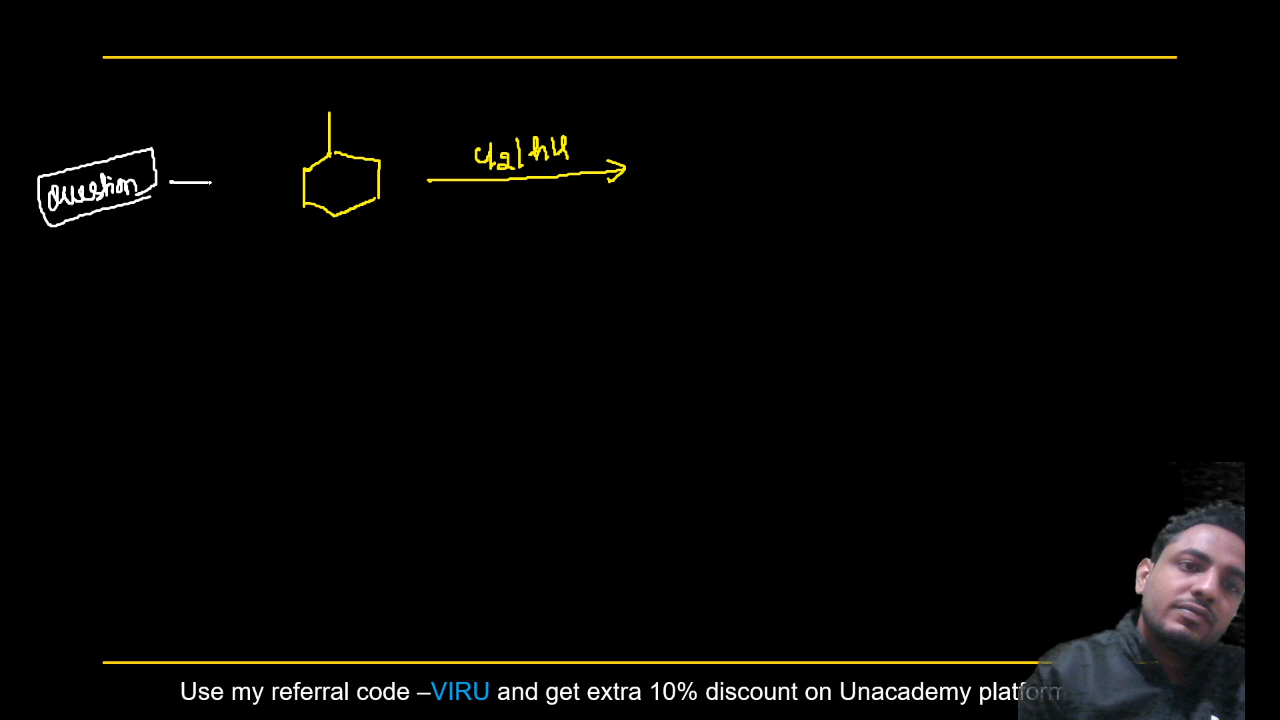 Question —
Cl2/hν
Use my referral code –VIRU and get extra 10% discount on Unacademy platform